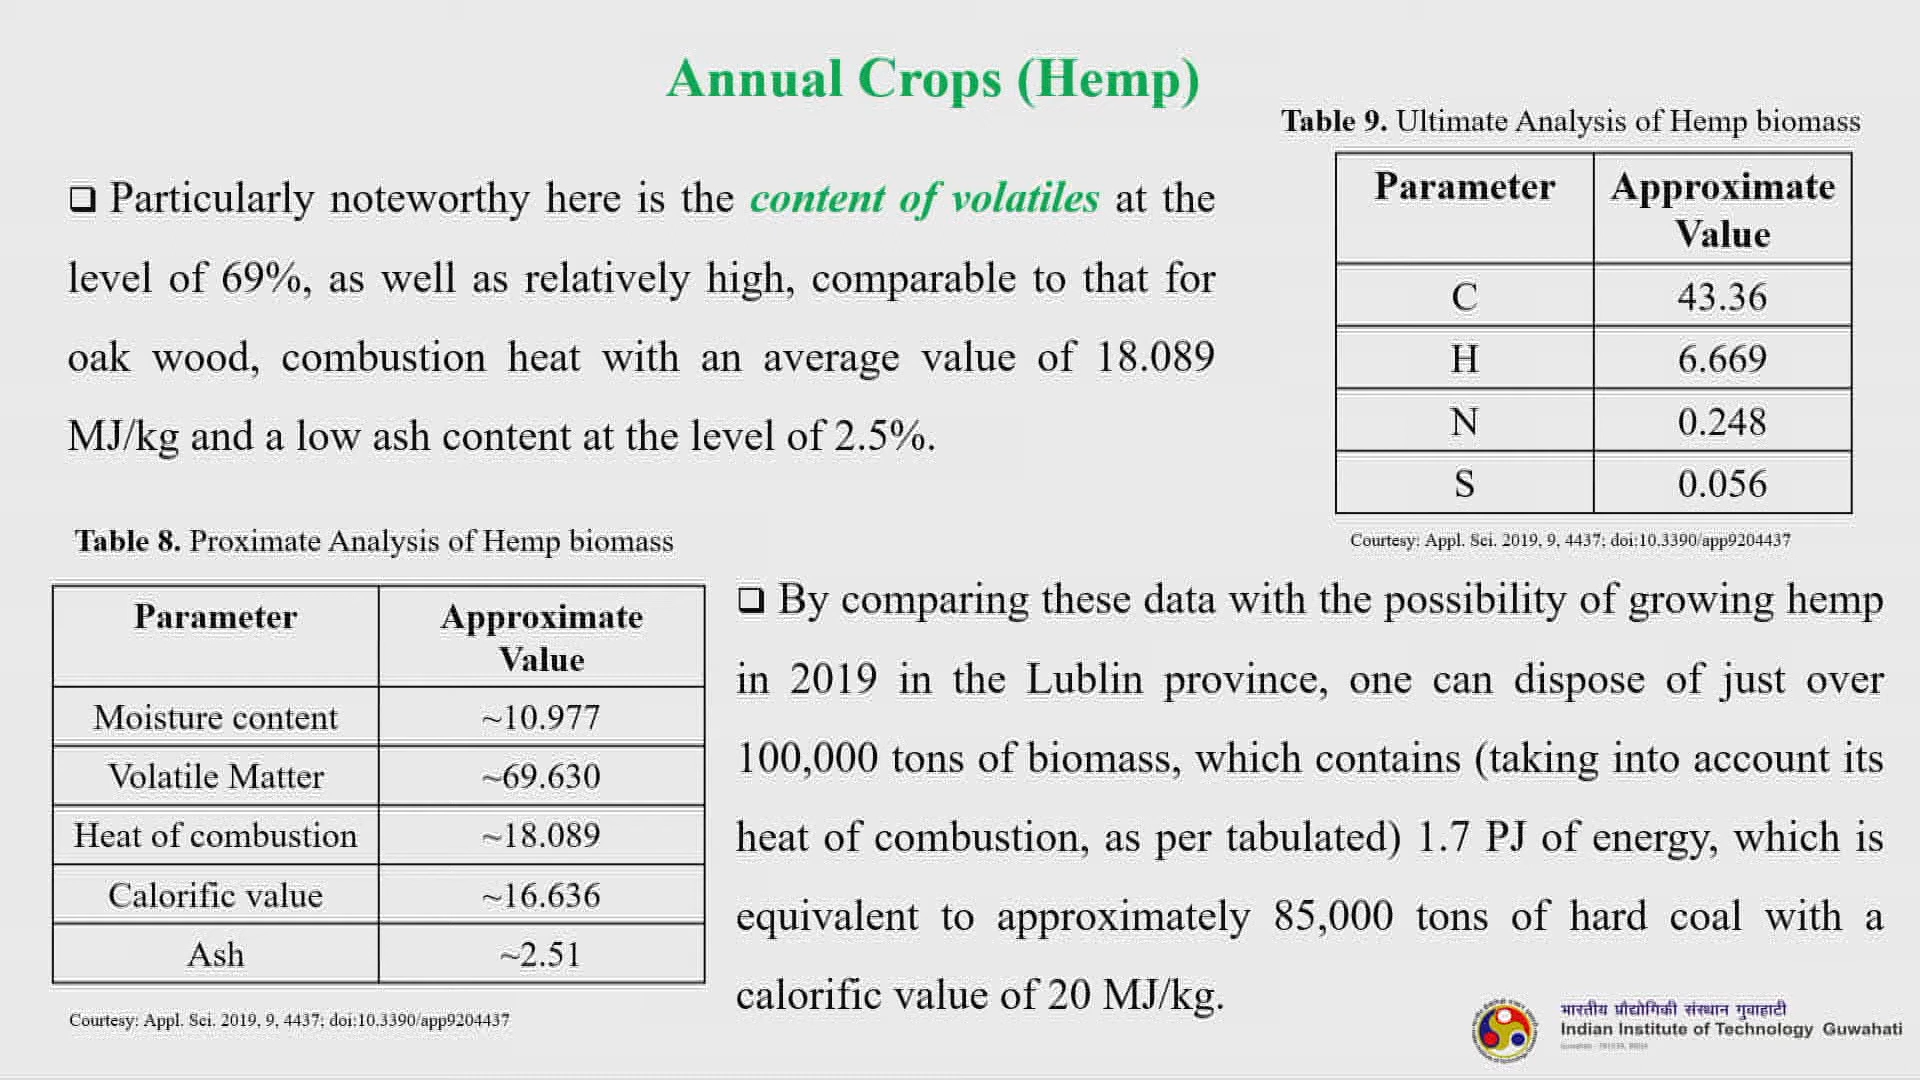 Annual Crops (Hemp)
❑ Particularly noteworthy here is the content of volatiles at the
level of 69%, as well as relatively high, comparable to that for
oak wood, combustion heat with an average value of 18.089
MJ/kg and a low ash content at the level of 2.5%.
Table 9. Ultimate Analysis of Hemp biomass
Parameter Approximate
Value
C 43.36
H 6.669
N 0.248
S 0.056
Courtesy: Appl. Sci. 2019, 9, 4437; doi:10.3390/app9204437
Table 8. Proximate Analysis of Hemp biomass
Parameter Approximate
Value
Moisture content ~10.977
Volatile Matter ~69.630
Heat of combustion ~18.089
Calorific value ~16.636
Ash ~2.51
Courtesy: Appl. Sci. 2019, 9, 4437; doi:10.3390/app9204437
❑ By comparing these data with the possibility of growing hemp
in 2019 in the Lublin province, one can dispose of just over
100,000 tons of biomass, which contains (taking into account its
heat of combustion, as per tabulated) 1.7 PJ of energy, which is
equivalent to approximately 85,000 tons of hard coal with a
calorific value of 20 MJ/kg.
भारतीय प्रौद्योगिकी संस्थान गुवाहाटी
Indian Institute of Technology Guwahati